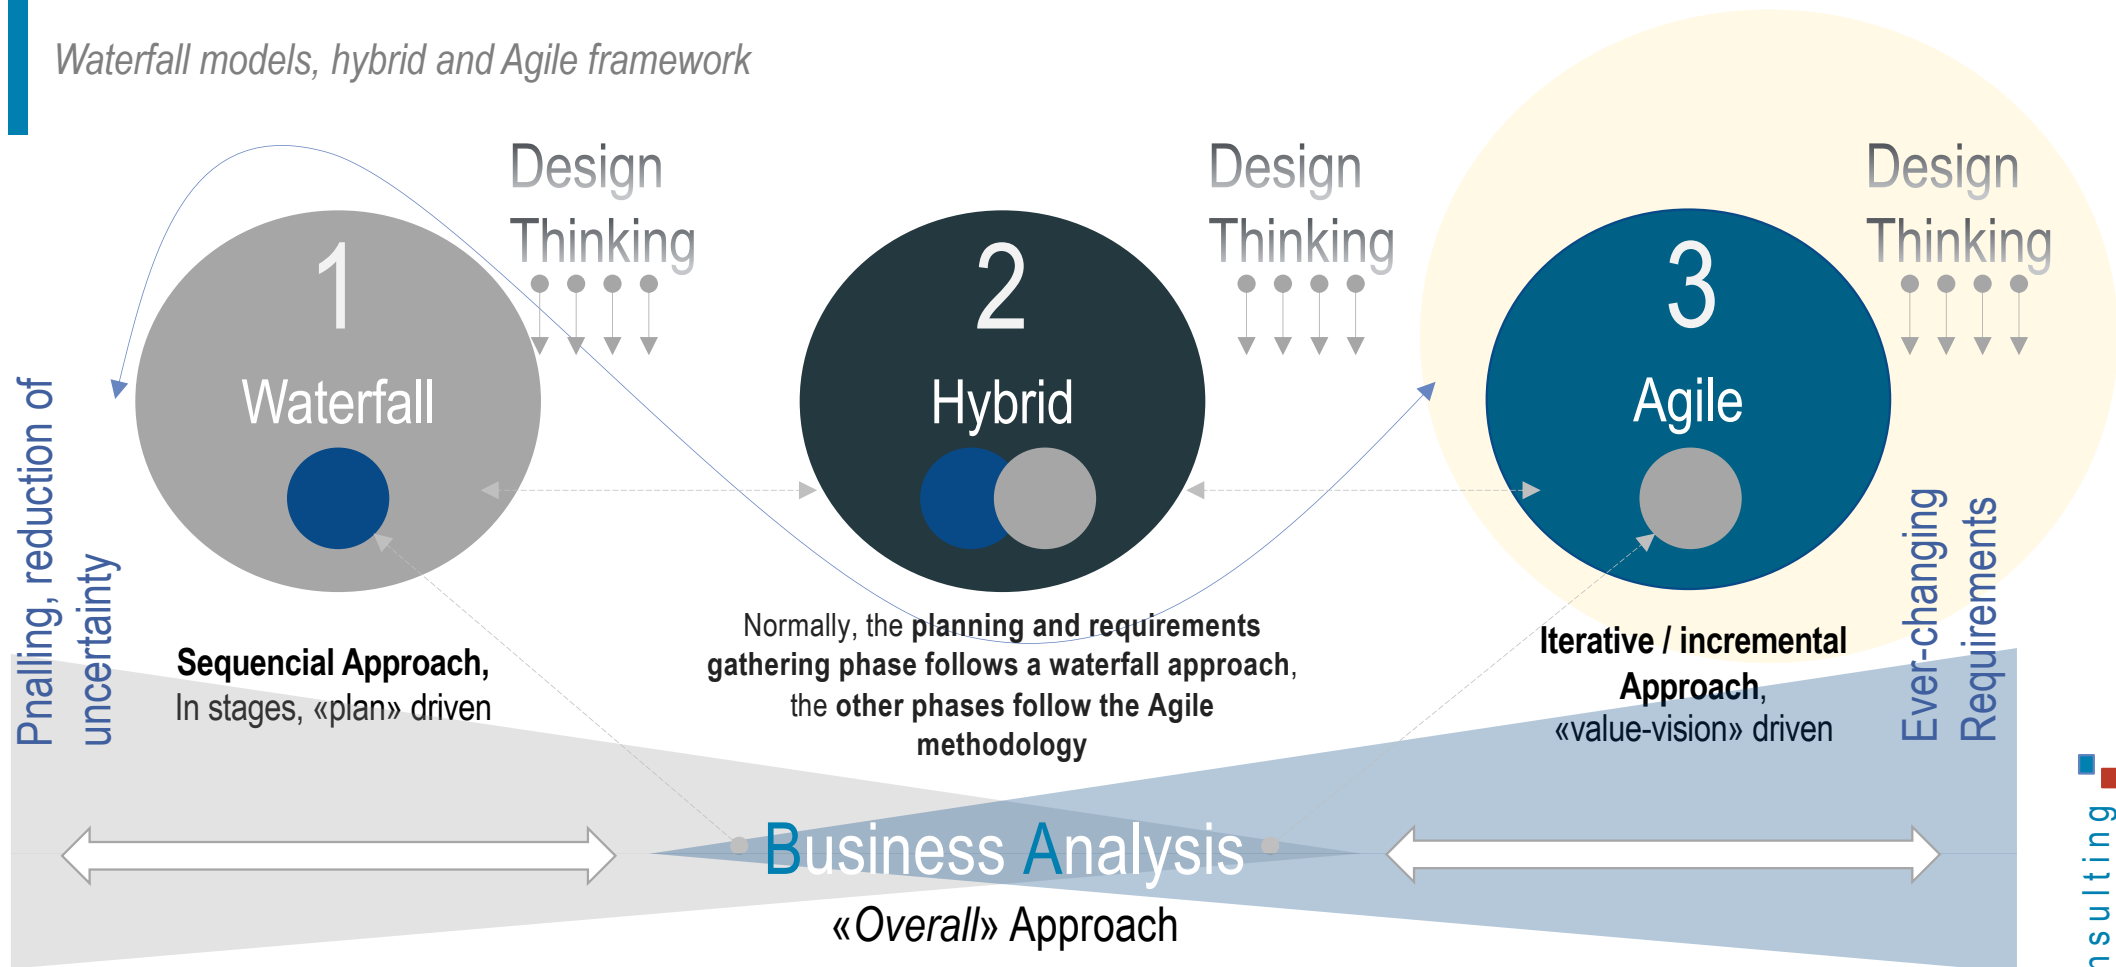 Waterfall models, hybrid and Agile framework
Design
Thinking
Design
Thinking
Design
Thinking
1
Waterfall
2
Hybrid
3
Agile
Pnalling, reduction of
uncertainty
Sequencial Approach,
In stages, «plan» driven
Normally, the planning and requirements
gathering phase follows a waterfall approach,
the other phases follow the Agile
methodology
Iterative / incremental
Approach,
«value-vision» driven
Ever-changing
Requirements
Business Analysis
«Overall» Approach
nsulting